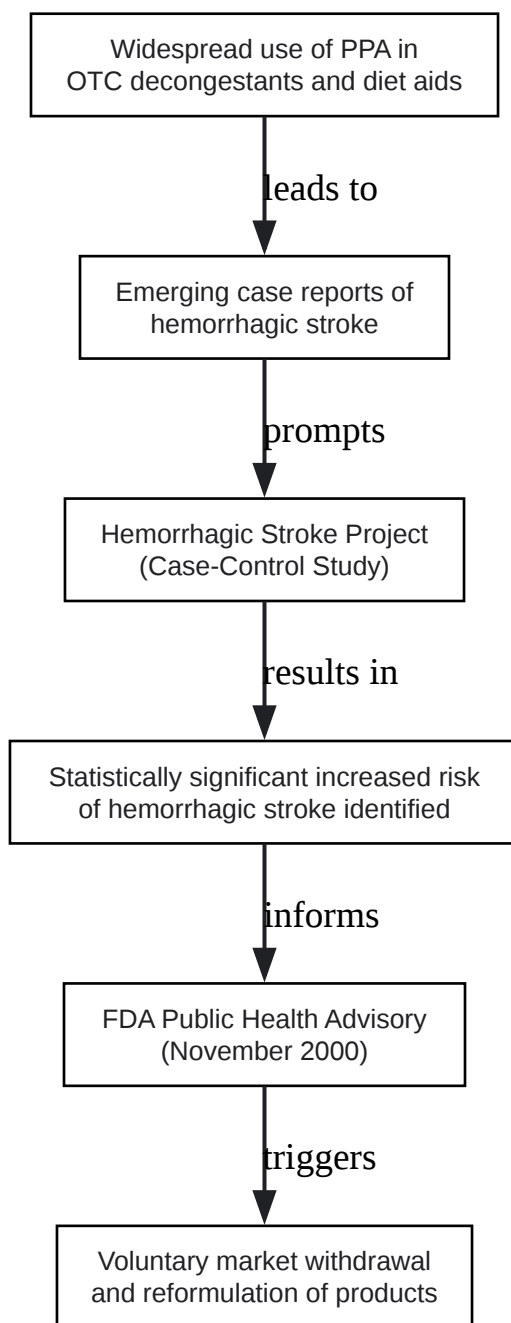 Widespread use of PPA in
OTC decongestants and diet aids
leads to
Emerging case reports of
hemorrhagic stroke
prompts
Hemorrhagic Stroke Project
(Case-Control Study)
results in
Statistically significant increased risk
of hemorrhagic stroke identified
informs
FDA Public Health Advisory
(November 2000)
triggers
Voluntary market withdrawal
and reformulation of products